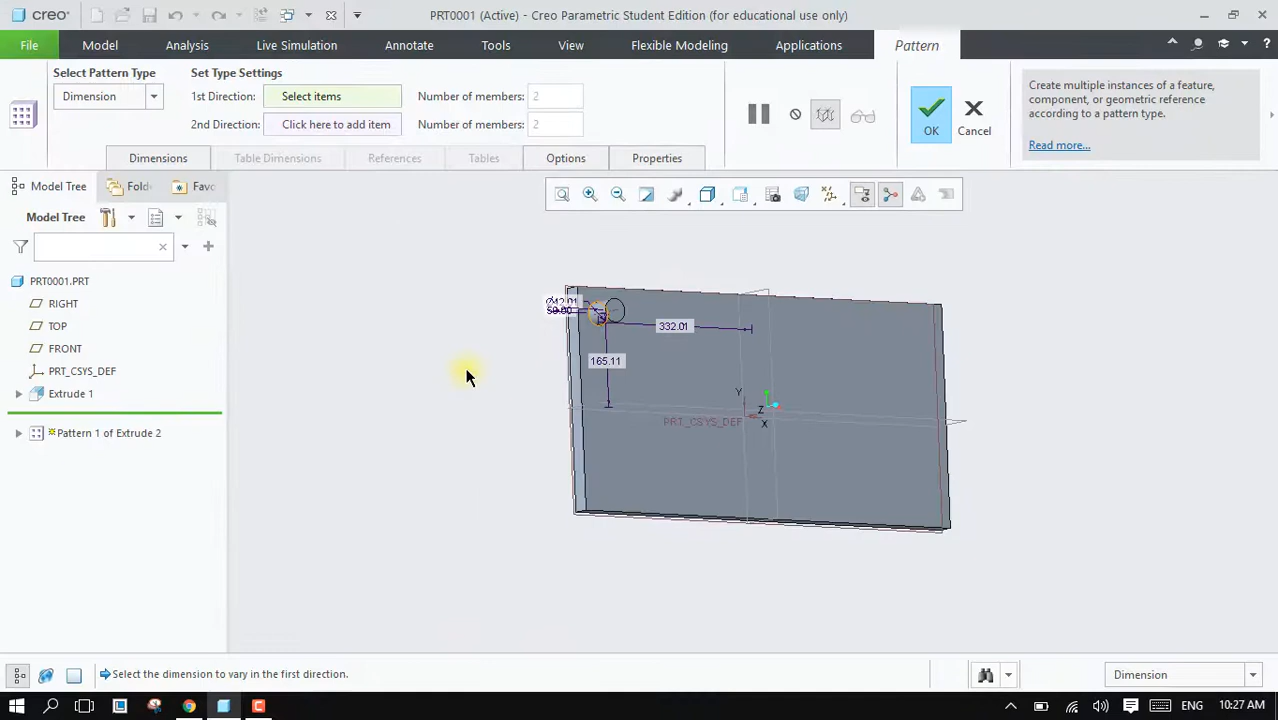 creo PRT0001 (Active) - Creo Parametric Student Edition (for educational use only)
File Model Analysis Live Simulation Annotate Tools View Flexible Modeling Applications Pattern
Select Pattern Type Set Type Settings
Dimension 1st Direction: Select items Number of members: 2
2nd Direction: Click here to add item Number of members: 2
OK Cancel
Create multiple instances of a feature, component, or geometric reference according to a pattern type.
Read more...
Dimensions Table Dimensions References Tables Options Properties
Model Tree Fold Favo
Model Tree
PRT0001.PRT
RIGHT
TOP
FRONT
PRT_CSYS_DEF
Extrude 1
Pattern 1 of Extrude 2
332.01
165.11
Y
Z
X
PRT_CSYS_DEF
Select the dimension to vary in the first direction.
Dimension
ENG 10:27 AM